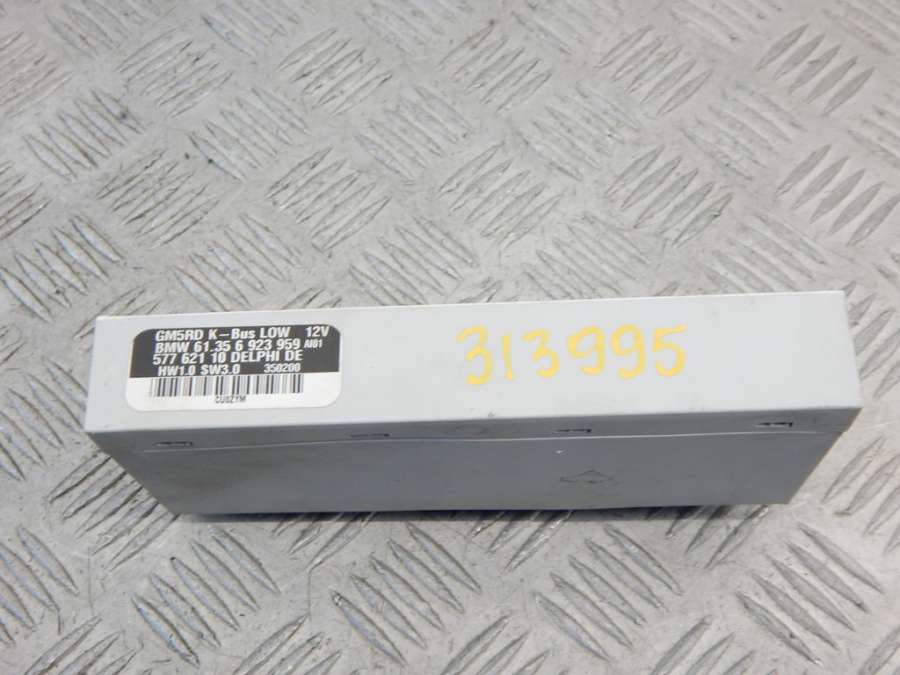 GM5RD K-Bus LOW 12V
BMW 61.35 6 923 959 AI01
577 621 10 DELPHI DE
HW1.0 SW3.0 350200
CU0ZYM
313995